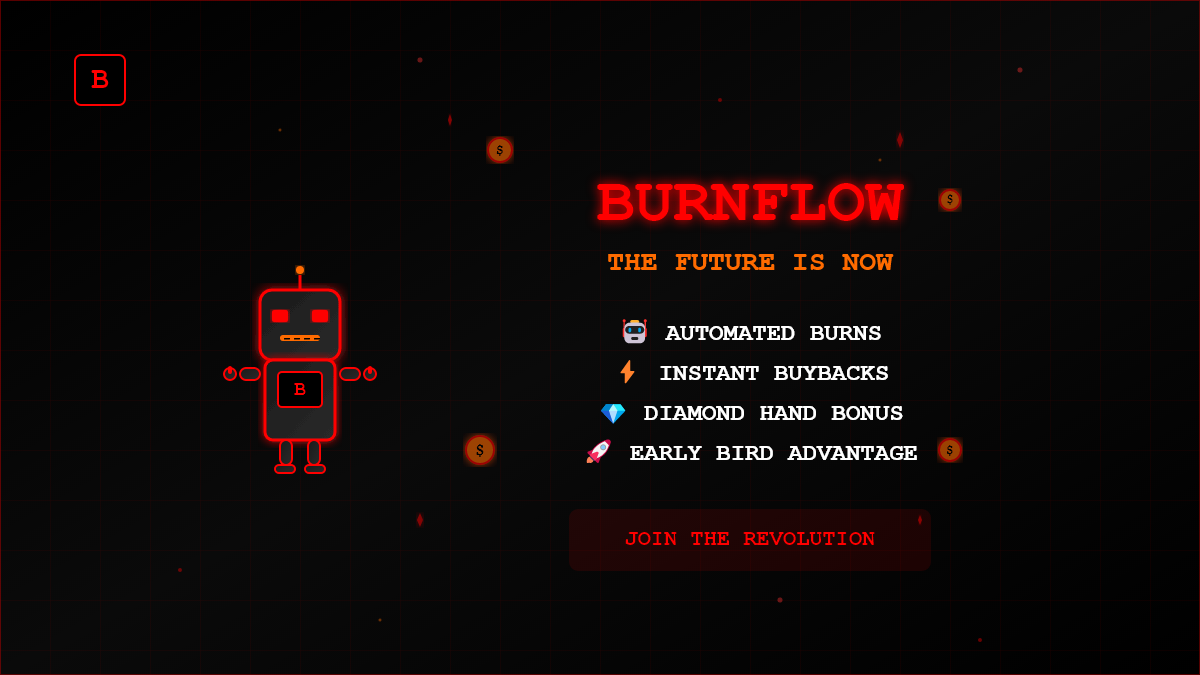 B
$
BURNFLOW
$
THE FUTURE IS NOW
AUTOMATED BURNS
INSTANT BUYBACKS
B
DIAMOND HAND BONUS
$
EARLY BIRD ADVANTAGE
$
JOIN THE REVOLUTION